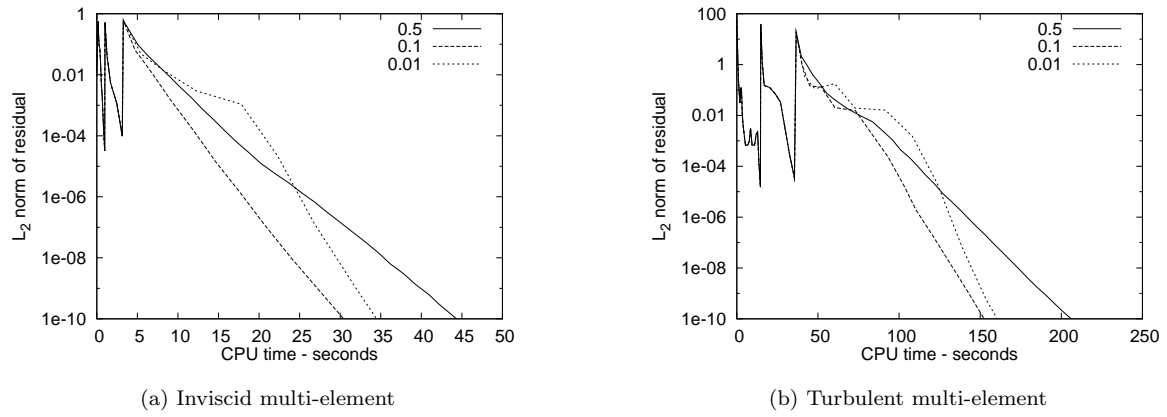 1
0.01
1e-04
1e-06
1e-08
1e-10
0 5 10 15 20 25 30 35 40 45 50
L2 norm of residual
CPU time - seconds
0.5
0.1
0.01
(a) Inviscid multi-element
100
1
0.01
1e-04
1e-06
1e-08
1e-10
0 50 100 150 200 250
L2 norm of residual
CPU time - seconds
0.5
0.1
0.01
(b) Turbulent multi-element